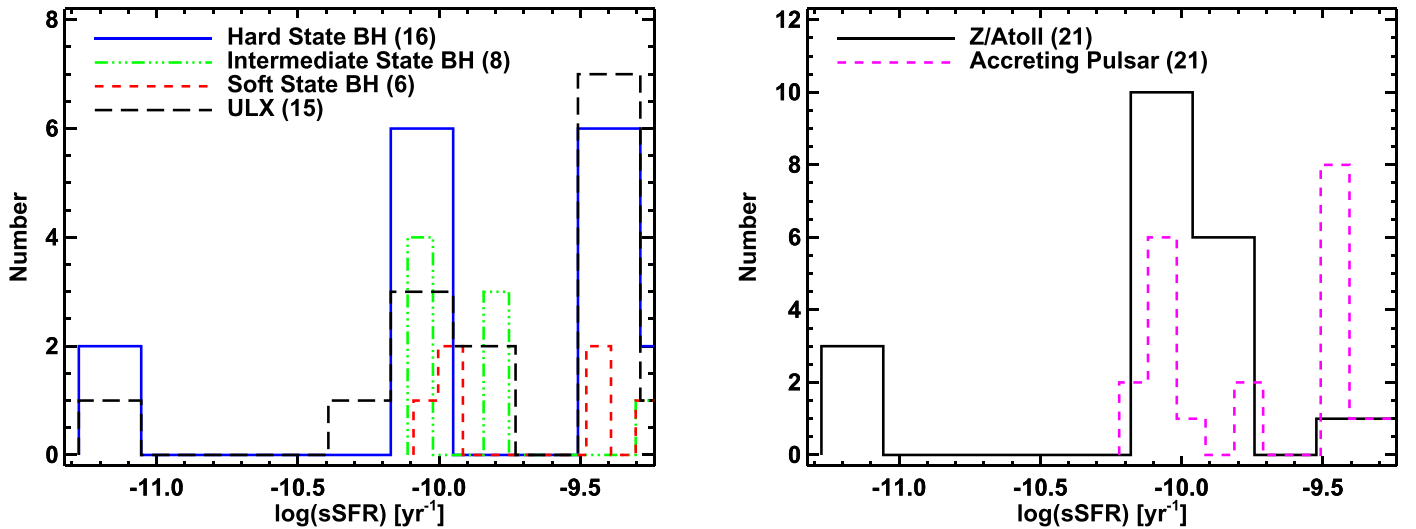 Hard State BH (16)
Intermediate State BH (8)
Soft State BH (6)
ULX (15)
8
6
4
2
0
Number
-11.0 -10.5 -10.0 -9.5
log(sSFR) [yr⁻¹]
Z/Atoll (21)
Accreting Pulsar (21)
12
10
8
6
4
2
0
Number
-11.0 -10.5 -10.0 -9.5
log(sSFR) [yr⁻¹]